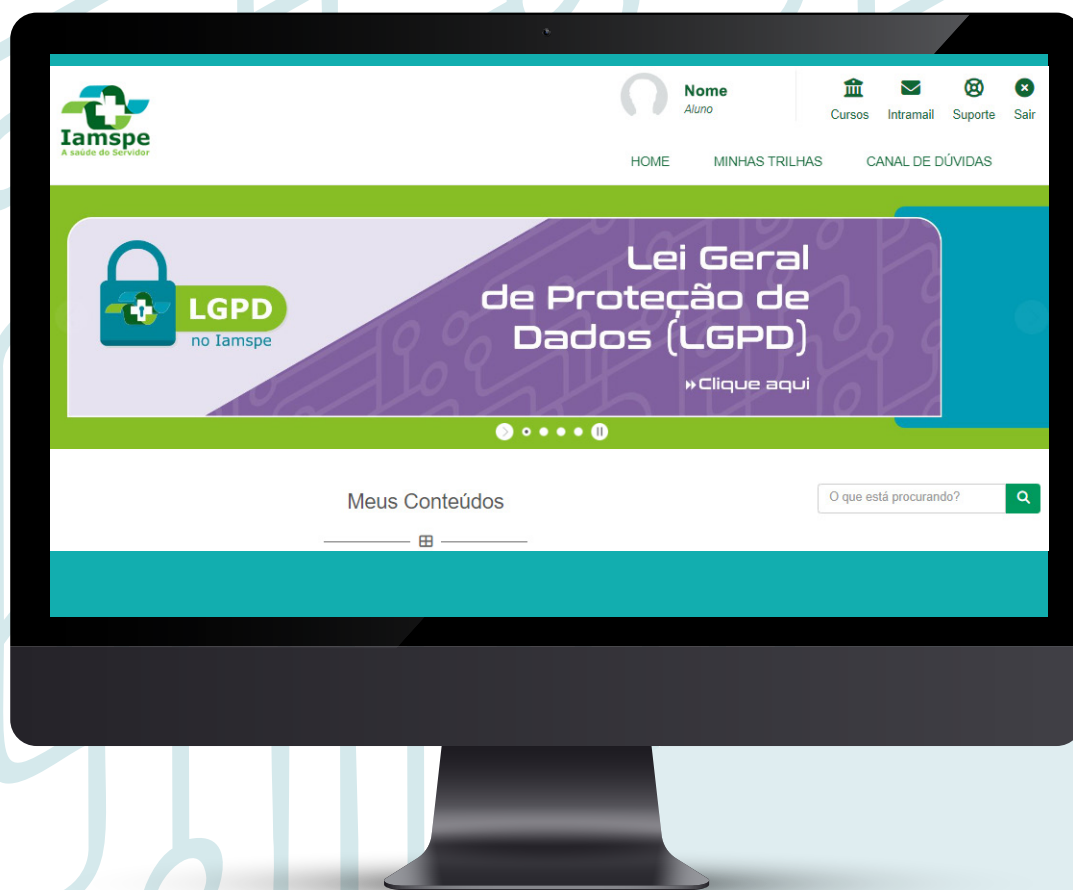 Iamspe
A saúde do Servidor
Nome
Aluno
Cursos
Intramail
Suporte
Sair
HOME
MINHAS TRILHAS
CANAL DE DÚVIDAS
LGPD
no Iamspe
Lei Geral
de Proteção de
Dados (LGPD)
»Clique aqui
Meus Conteúdos
O que está procurando?